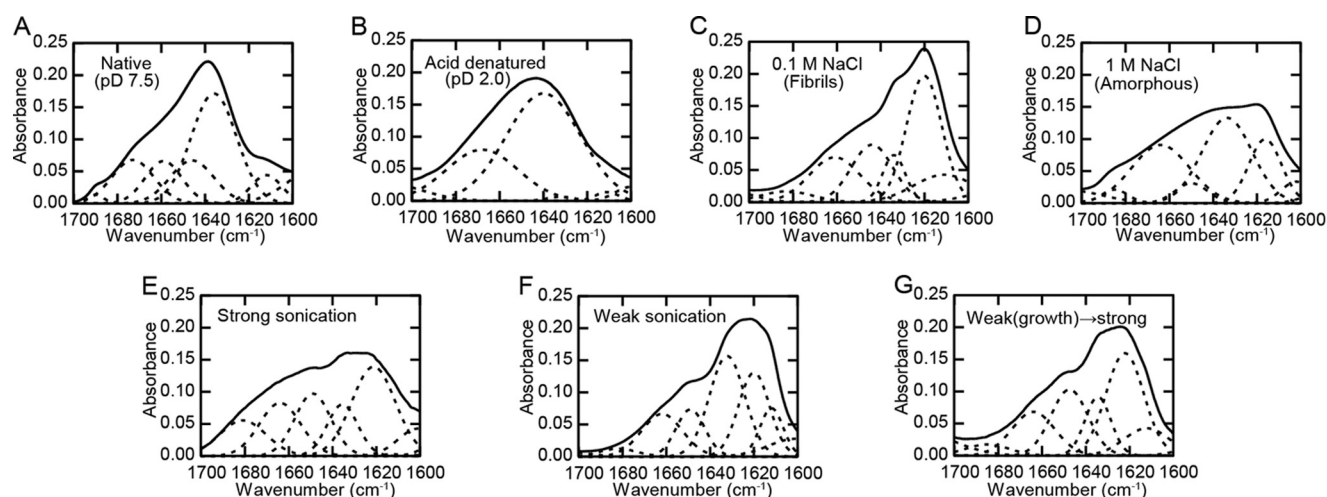 A
0.25
0.20
0.15
0.10
0.05
0.00
Absorbance
Native
(pD 7.5)
1700 1680 1660 1640 1620 1600
Wavenumber (cm⁻¹)
B
0.25
0.20
0.15
0.10
0.05
0.00
Absorbance
Acid denatured
(pD 2.0)
1700 1680 1660 1640 1620 1600
Wavenumber (cm⁻¹)
C
0.25
0.20
0.15
0.10
0.05
0.00
Absorbance
0.1 M NaCl
(Fibrils)
1700 1680 1660 1640 1620 1600
Wavenumber (cm⁻¹)
D
0.25
0.20
0.15
0.10
0.05
0.00
Absorbance
1 M NaCl
(Amorphous)
1700 1680 1660 1640 1620 1600
Wavenumber (cm⁻¹)
E
0.25
0.20
0.15
0.10
0.05
0.00
Absorbance
Strong sonication
1700 1680 1660 1640 1620 1600
Wavenumber (cm⁻¹)
F
0.25
0.20
0.15
0.10
0.05
0.00
Absorbance
Weak sonication
1700 1680 1660 1640 1620 1600
Wavenumber (cm⁻¹)
G
0.25
0.20
0.15
0.10
0.05
0.00
Absorbance
Weak(growth)→strong
1700 1680 1660 1640 1620 1600
Wavenumber (cm⁻¹)